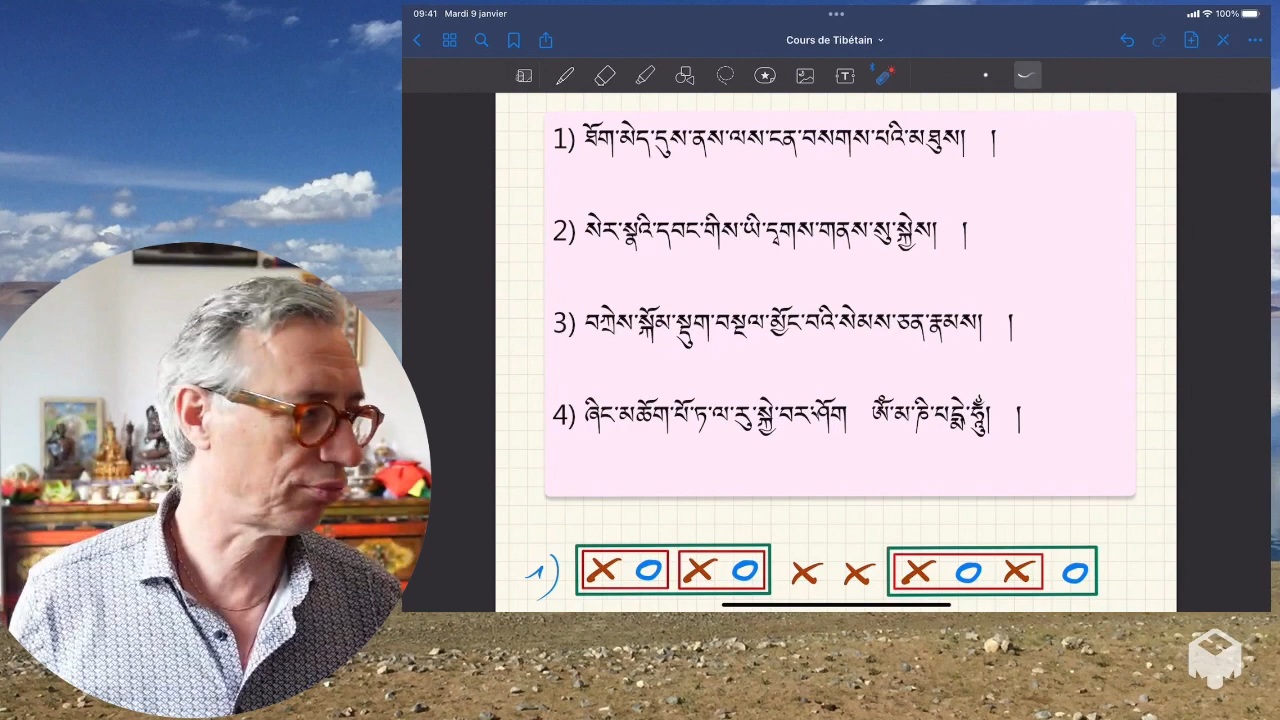 09:41 Mardi 9 janvier
100%
Cours de Tibétain
1) ཐོག་མེད་དུས་ནས་ལས་ངན་བསགས་པའི་མཐུས། །
2) སེར་སྣའི་དབང་གིས་ཡི་དྭགས་གནས་སུ་སྐྱེས། །
3) བཀྲེས་སྐོམ་སྡུག་བསྔལ་མྱོང་བའི་སེམས་ཅན་རྣམས། །
4) ཞིང་མཆོག་པོ་ཏ་ལ་རུ་སྐྱེ་བར་ཤོག ༀ་མ་ཎི་པདྨེ་ཧཱུྃ། །
1) X O X O X X X O X O